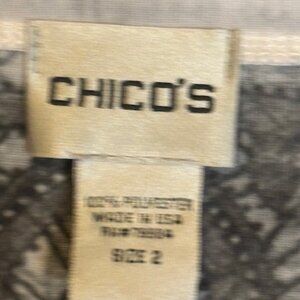 CHICO'S
100% POLYESTER
MADE IN USA
SIZE 2